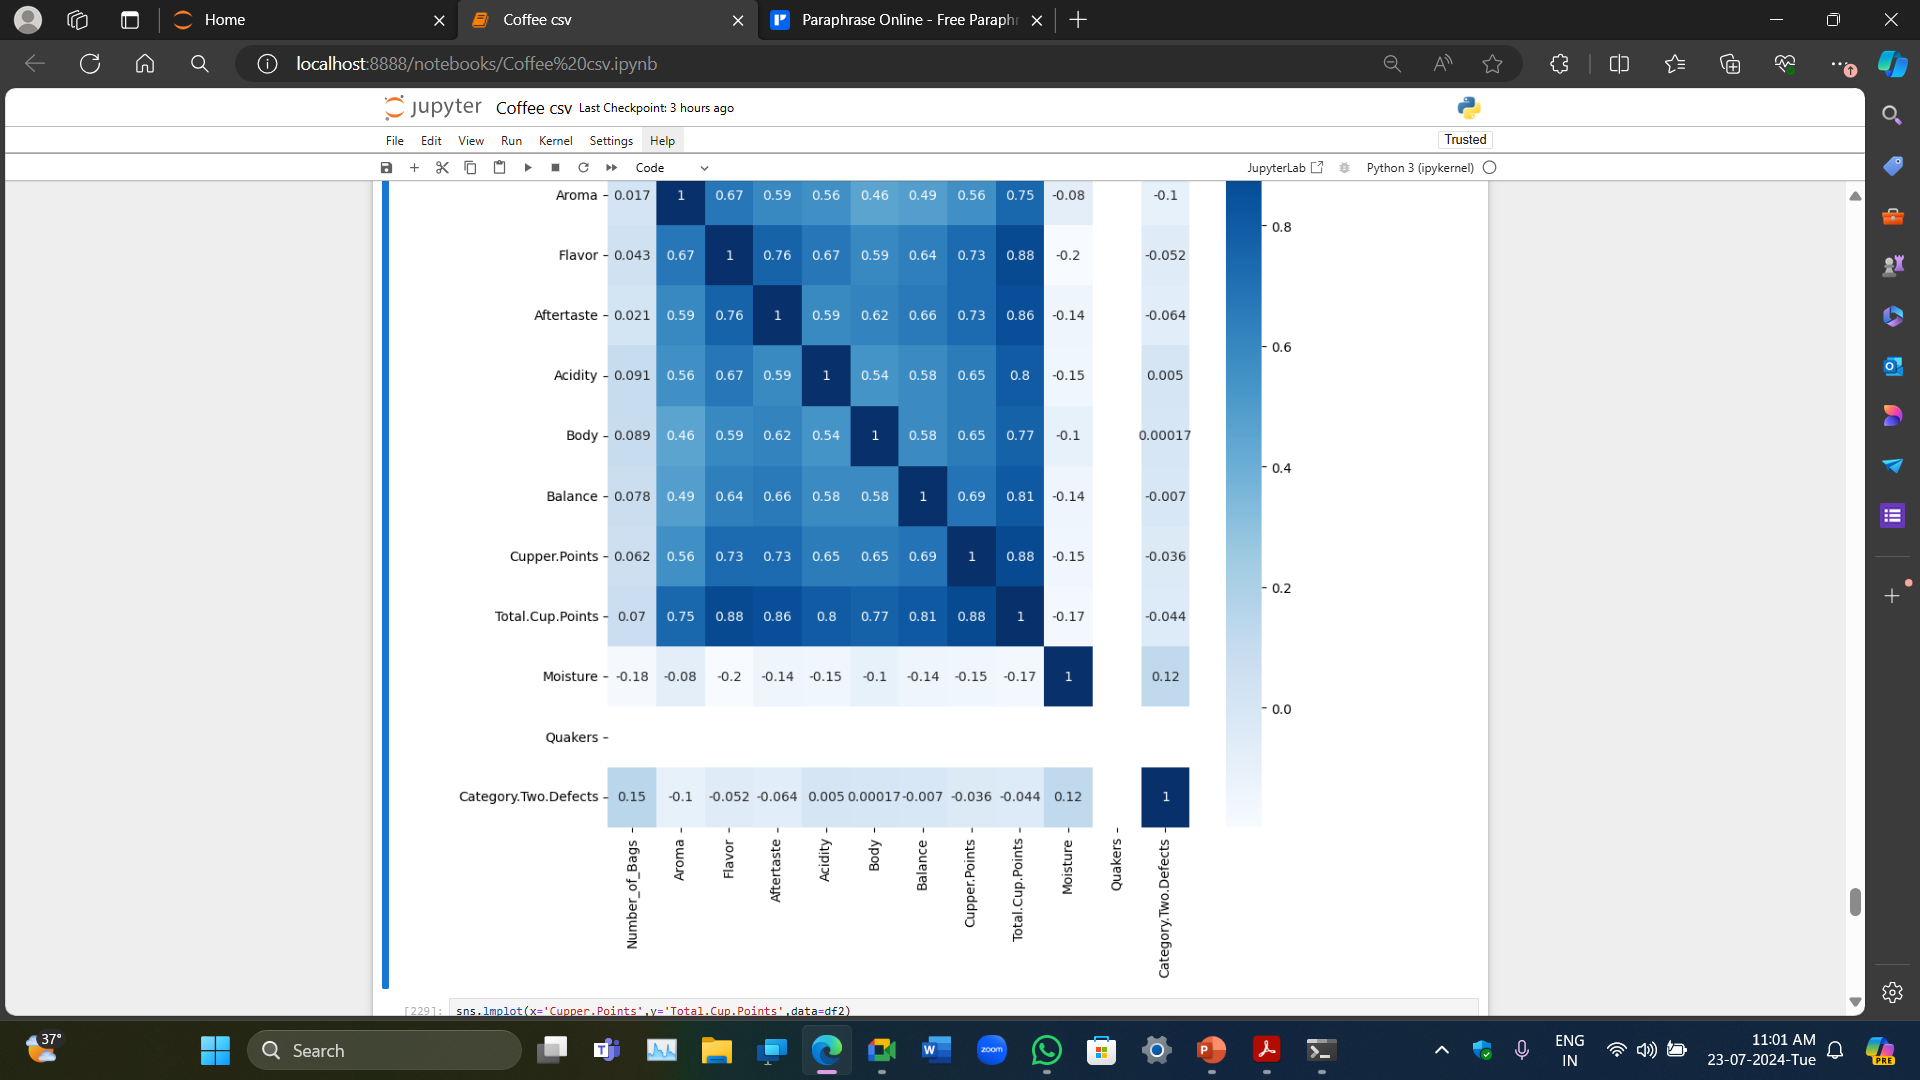 Home
Coffee csv
Paraphrase Online - Free Paraphr
localhost:8888/notebooks/Coffee%20csv.ipynb
jupyter Coffee csv Last Checkpoint: 3 hours ago
File Edit View Run Kernel Settings Help Trusted
Code JupyterLab Python 3 (ipykernel)
Aroma 0.017 1 0.67 0.59 0.56 0.46 0.49 0.56 0.75 -0.08 -0.1
Flavor 0.043 0.67 1 0.76 0.67 0.59 0.64 0.73 0.88 -0.2 -0.052
Aftertaste 0.021 0.59 0.76 1 0.59 0.62 0.66 0.73 0.86 -0.14 -0.064
Acidity 0.091 0.56 0.67 0.59 1 0.54 0.58 0.65 0.8 -0.15 0.005
Body 0.089 0.46 0.59 0.62 0.54 1 0.58 0.65 0.77 -0.1 0.00017
Balance 0.078 0.49 0.64 0.66 0.58 0.58 1 0.69 0.81 -0.14 -0.007
Cupper.Points 0.062 0.56 0.73 0.73 0.65 0.65 0.69 1 0.88 -0.15 -0.036
Total.Cup.Points 0.07 0.75 0.88 0.86 0.8 0.77 0.81 0.88 1 -0.17 -0.044
Moisture -0.18 -0.08 -0.2 -0.14 -0.15 -0.1 -0.14 -0.15 -0.17 1 0.12
Quakers
Category.Two.Defects 0.15 -0.1 -0.052 -0.064 0.005 0.00017 -0.007 -0.036 -0.044 0.12 1
Number_of_Bags
Aroma
Flavor
Aftertaste
Acidity
Body
Balance
Cupper.Points
Total.Cup.Points
Moisture
Quakers
Category.Two.Defects
0.8
0.6
0.4
0.2
0.0
[229]: sns.lmplot(x='Cupper.Points',y='Total.Cup.Points',data=df2)
37°
Search
zoom
ENG
IN
11:01 AM
23-07-2024-Tue
PRE